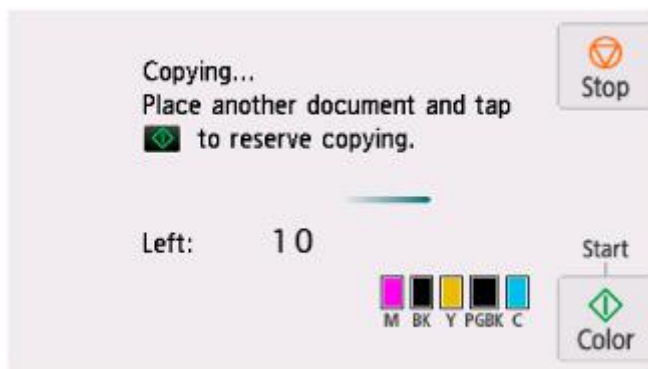 Copying...
Place another document and tap
to reserve copying.
Stop
Left: 10
Start
M BK Y PGBK C
Color